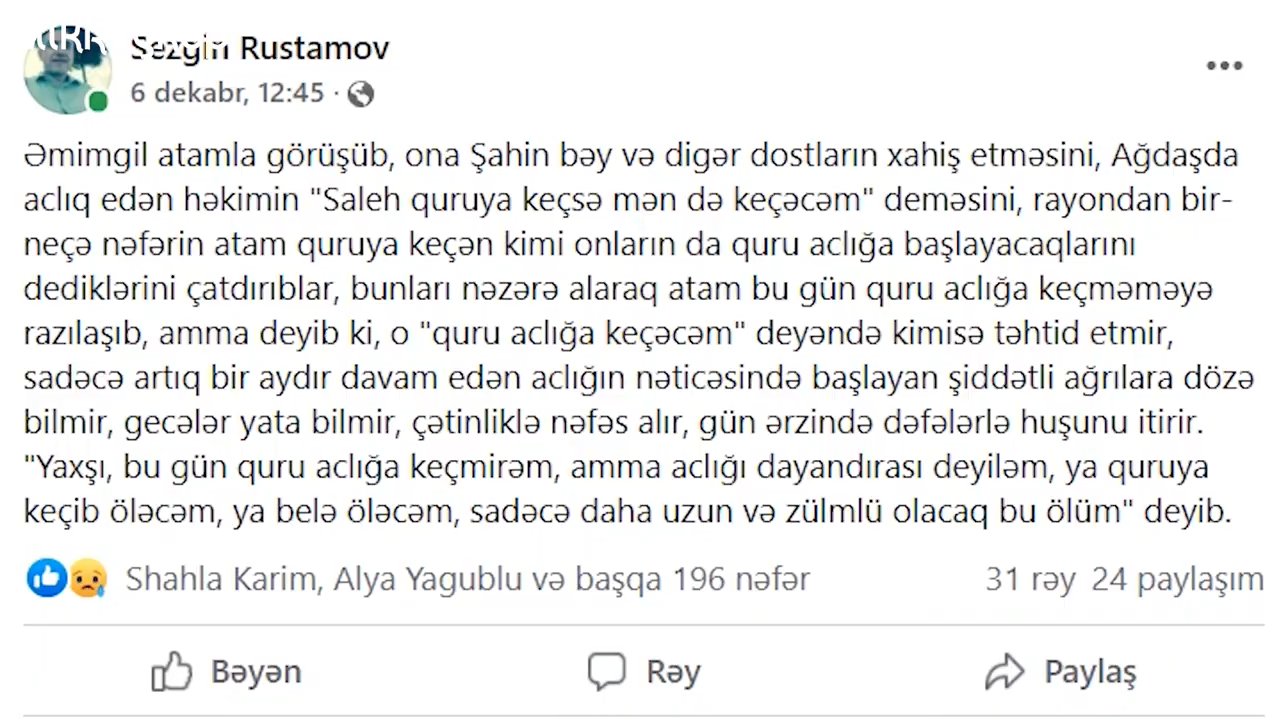 Sezgin Rustamov
6 dekabr, 12:45 ·
Əmimgil atamla görüşüb, ona Şahin bəy və digər dostların xahiş etməsini, Ağdaşda
aclıq edən həkimin "Saleh quruya keçsə mən də keçəcəm" deməsini, rayondan bir-
neçə nəfərin atam quruya keçən kimi onların da quru aclığa başlayacaqlarını
dediklərini çatdırıblar, bunları nəzərə alaraq atam bu gün quru aclığa keçməməyə
razılaşıb, amma deyib ki, o "quru aclığa keçəcəm" deyəndə kimisə təhtid etmir,
sadəcə artıq bir aydır davam edən aclığın nəticəsində başlayan şiddətli ağrılara dözə
bilmir, gecələr yata bilmir, çətinliklə nəfəs alır, gün ərzində dəfələrlə huşunu itirir.
"Yaxşı, bu gün quru aclığa keçmirəm, amma aclığı dayandırası deyiləm, ya quruya
keçib öləcəm, ya belə öləcəm, sadəcə daha uzun və zülmlü olacaq bu ölüm" deyib.
Shahla Karim, Alya Yagublu və başqa 196 nəfər
31 rəy 24 paylaşım
Bəyən
Rəy
Paylaş